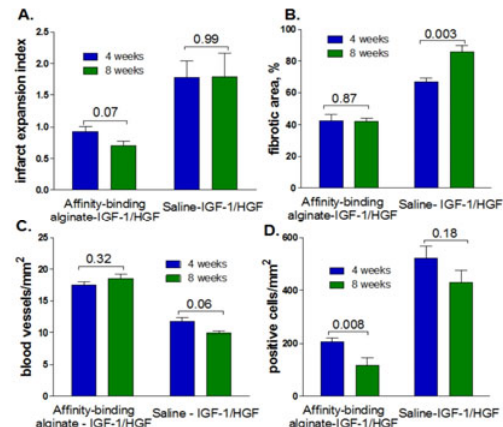 A.
infarct expansion index
2.5
2.0
1.5
1.0
0.5
0.0
4 weeks
8 weeks
0.07
0.99
Affinity-binding
alginate-IGF-1/HGF
Saline-IGF-1/HGF
B.
fibrotic area, %
100
80
60
40
20
0
4 weeks
8 weeks
0.87
0.003
Affinity-binding
alginate-IGF-1/HGF
Saline- IGF-1/HGF
C.
blood vessels/mm²
20
15
10
5
0
4 weeks
8 weeks
0.32
0.06
Affinity-binding
alginate - IGF-1/HGF
Saline - IGF-1/HGF
D.
positive cells/mm²
600
400
200
0
4 weeks
8 weeks
0.008
0.18
Affinity-binding
alginate-IGF-1/HGF
Saline - IGF-1/HGF